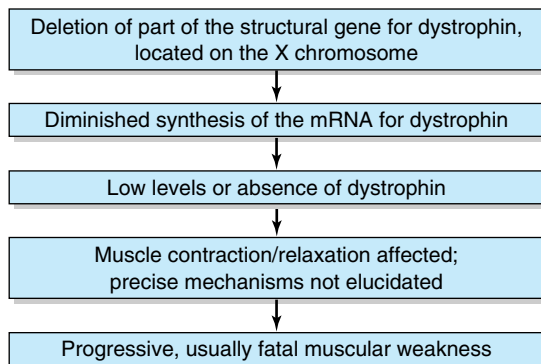 Deletion of part of the structural gene for dystrophin,
located on the X chromosome
Diminished synthesis of the mRNA for dystrophin
Low levels or absence of dystrophin
Muscle contraction/relaxation affected;
precise mechanisms not elucidated
Progressive, usually fatal muscular weakness